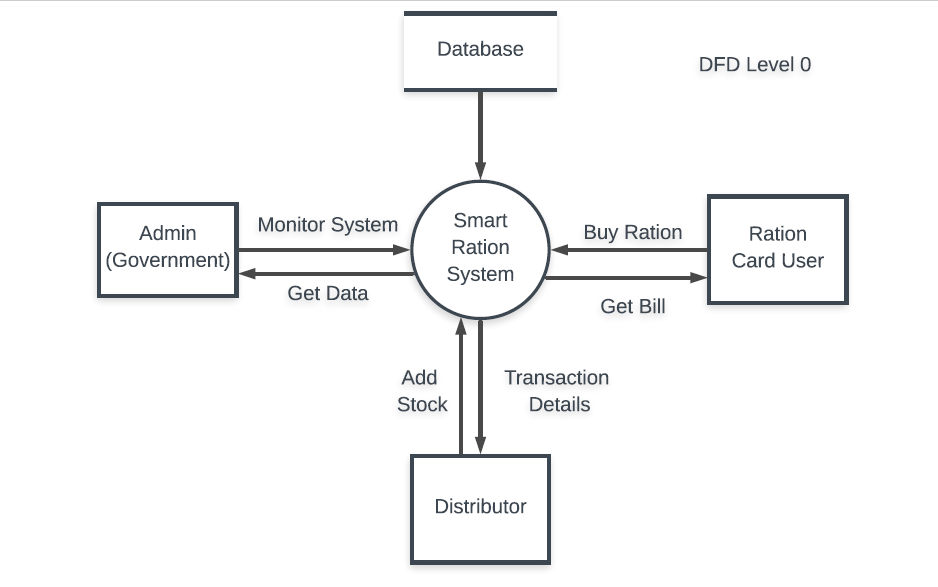 Database
DFD Level 0
Admin
(Government)
Monitor System
Get Data
Smart
Ration
System
Buy Ration
Get Bill
Ration
Card User
Add
Stock
Transaction
Details
Distributor